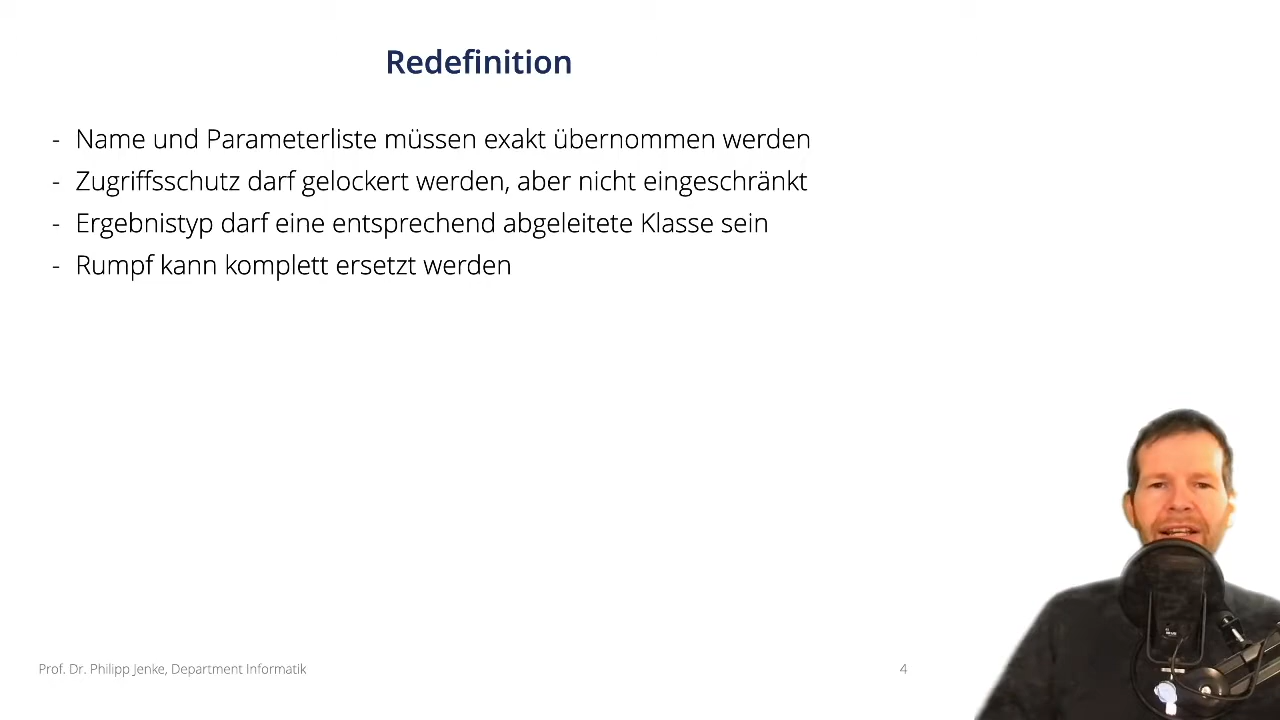 Redefinition
- Name und Parameterliste müssen exakt übernommen werden
- Zugriffsschutz darf gelockert werden, aber nicht eingeschränkt
- Ergebnistyp darf eine entsprechend abgeleitete Klasse sein
- Rumpf kann komplett ersetzt werden
Prof. Dr. Philipp Jenke, Department Informatik
4